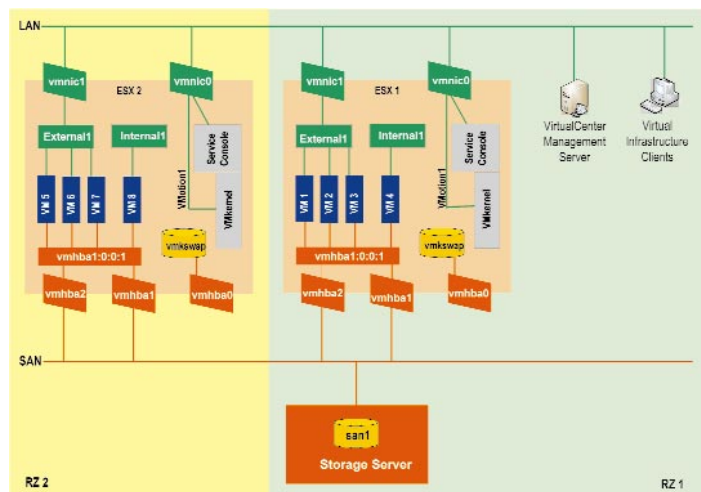 LAN
vmnic1
vmnic0
vmnic1
vmnic0
ESX 2
ESX 1
External1
Internal1
Service Console
External1
Internal1
Service Console
VirtualCenter
Management
Server
Virtual
Infrastructure
Clients
VM 5
VM 6
VM 7
VM 8
VMotion1
VMkernel
VM 1
VM 2
VM 3
VM 4
VMotion1
VMkernel
vmkswap
vmkswap
vmhba1:0:0:1
vmhba1:0:0:1
vmhba2
vmhba1
vmhba0
vmhba2
vmhba1
vmhba0
SAN
san1
Storage Server
RZ 2
RZ 1